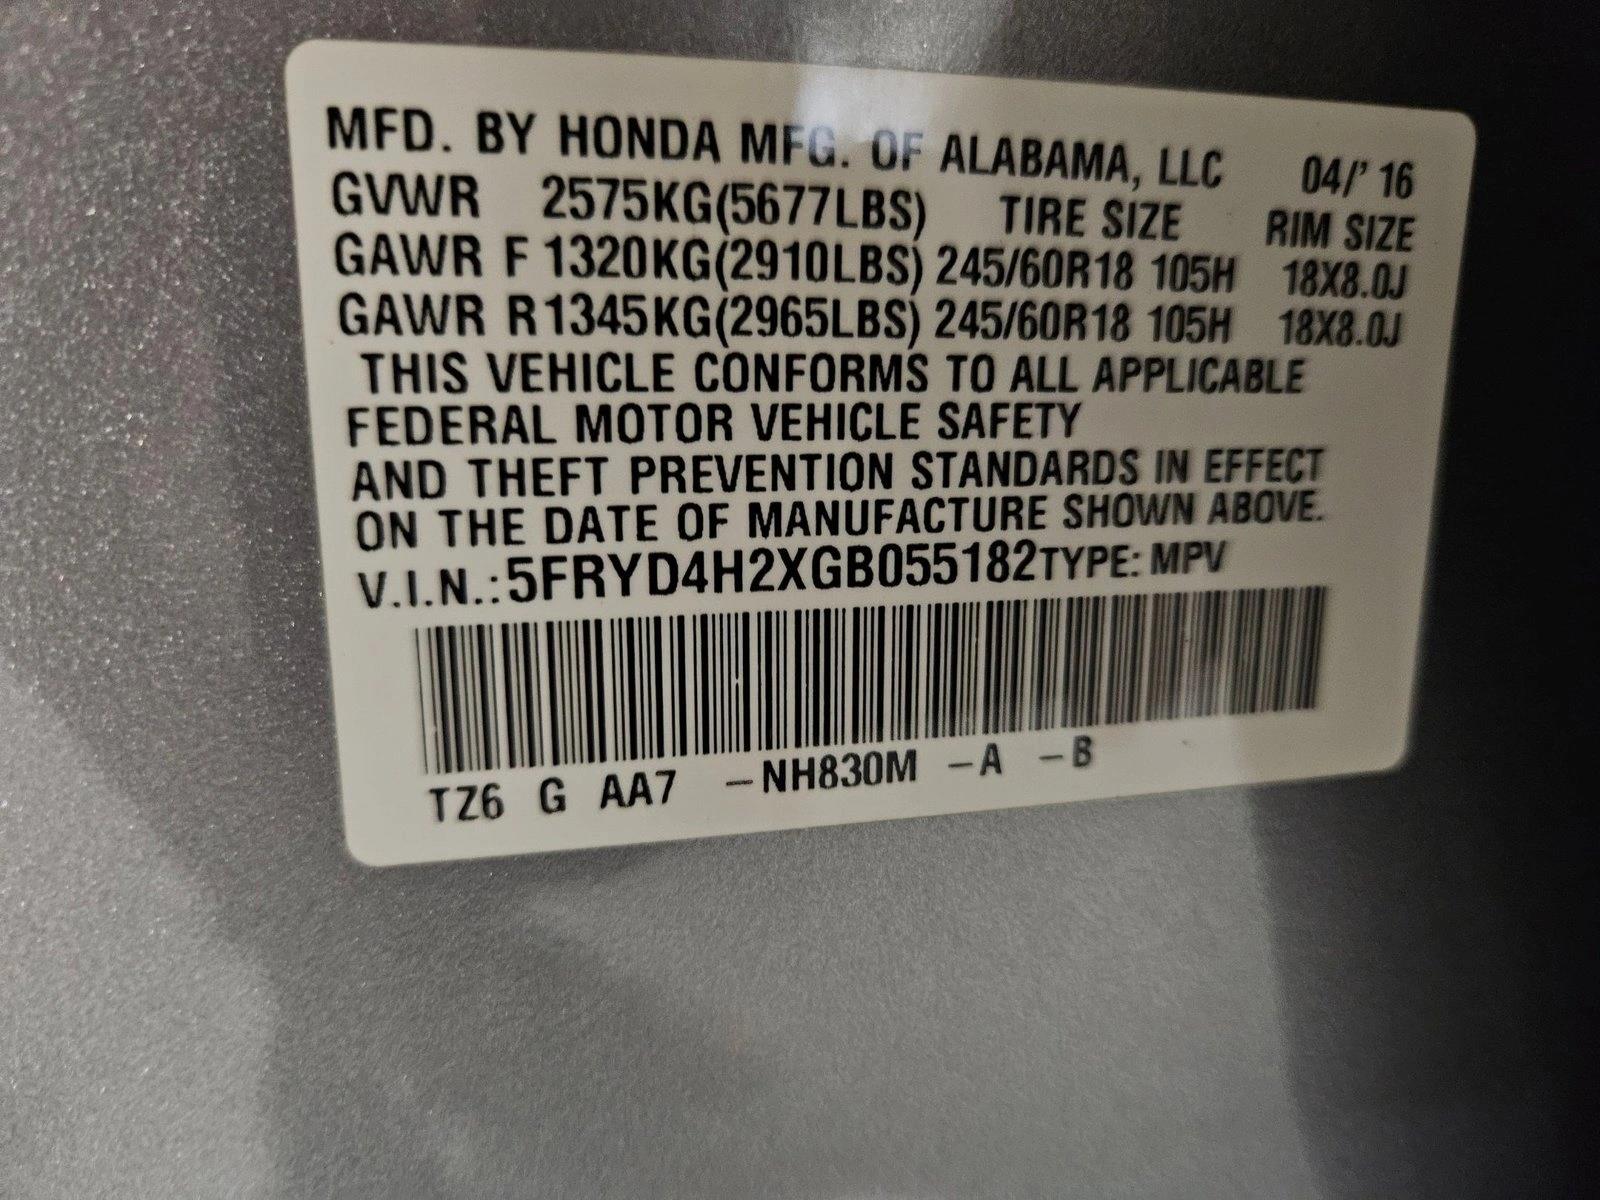 MFD. BY HONDA MFG. OF ALABAMA, LLC 04/' 16
GVWR 2575KG(5677LBS) TIRE SIZE RIM SIZE
GAWR F 1320KG(2910LBS) 245/60R18 105H 18X8.0J
GAWR R 1345KG(2965LBS) 245/60R18 105H 18X8.0J
THIS VEHICLE CONFORMS TO ALL APPLICABLE
FEDERAL MOTOR VEHICLE SAFETY
AND THEFT PREVENTION STANDARDS IN EFFECT
ON THE DATE OF MANUFACTURE SHOWN ABOVE.
V.I.N.:5FRYD4H2XGB055182 TYPE: MPV
TZ6 G AA7 –NH830M –A –B